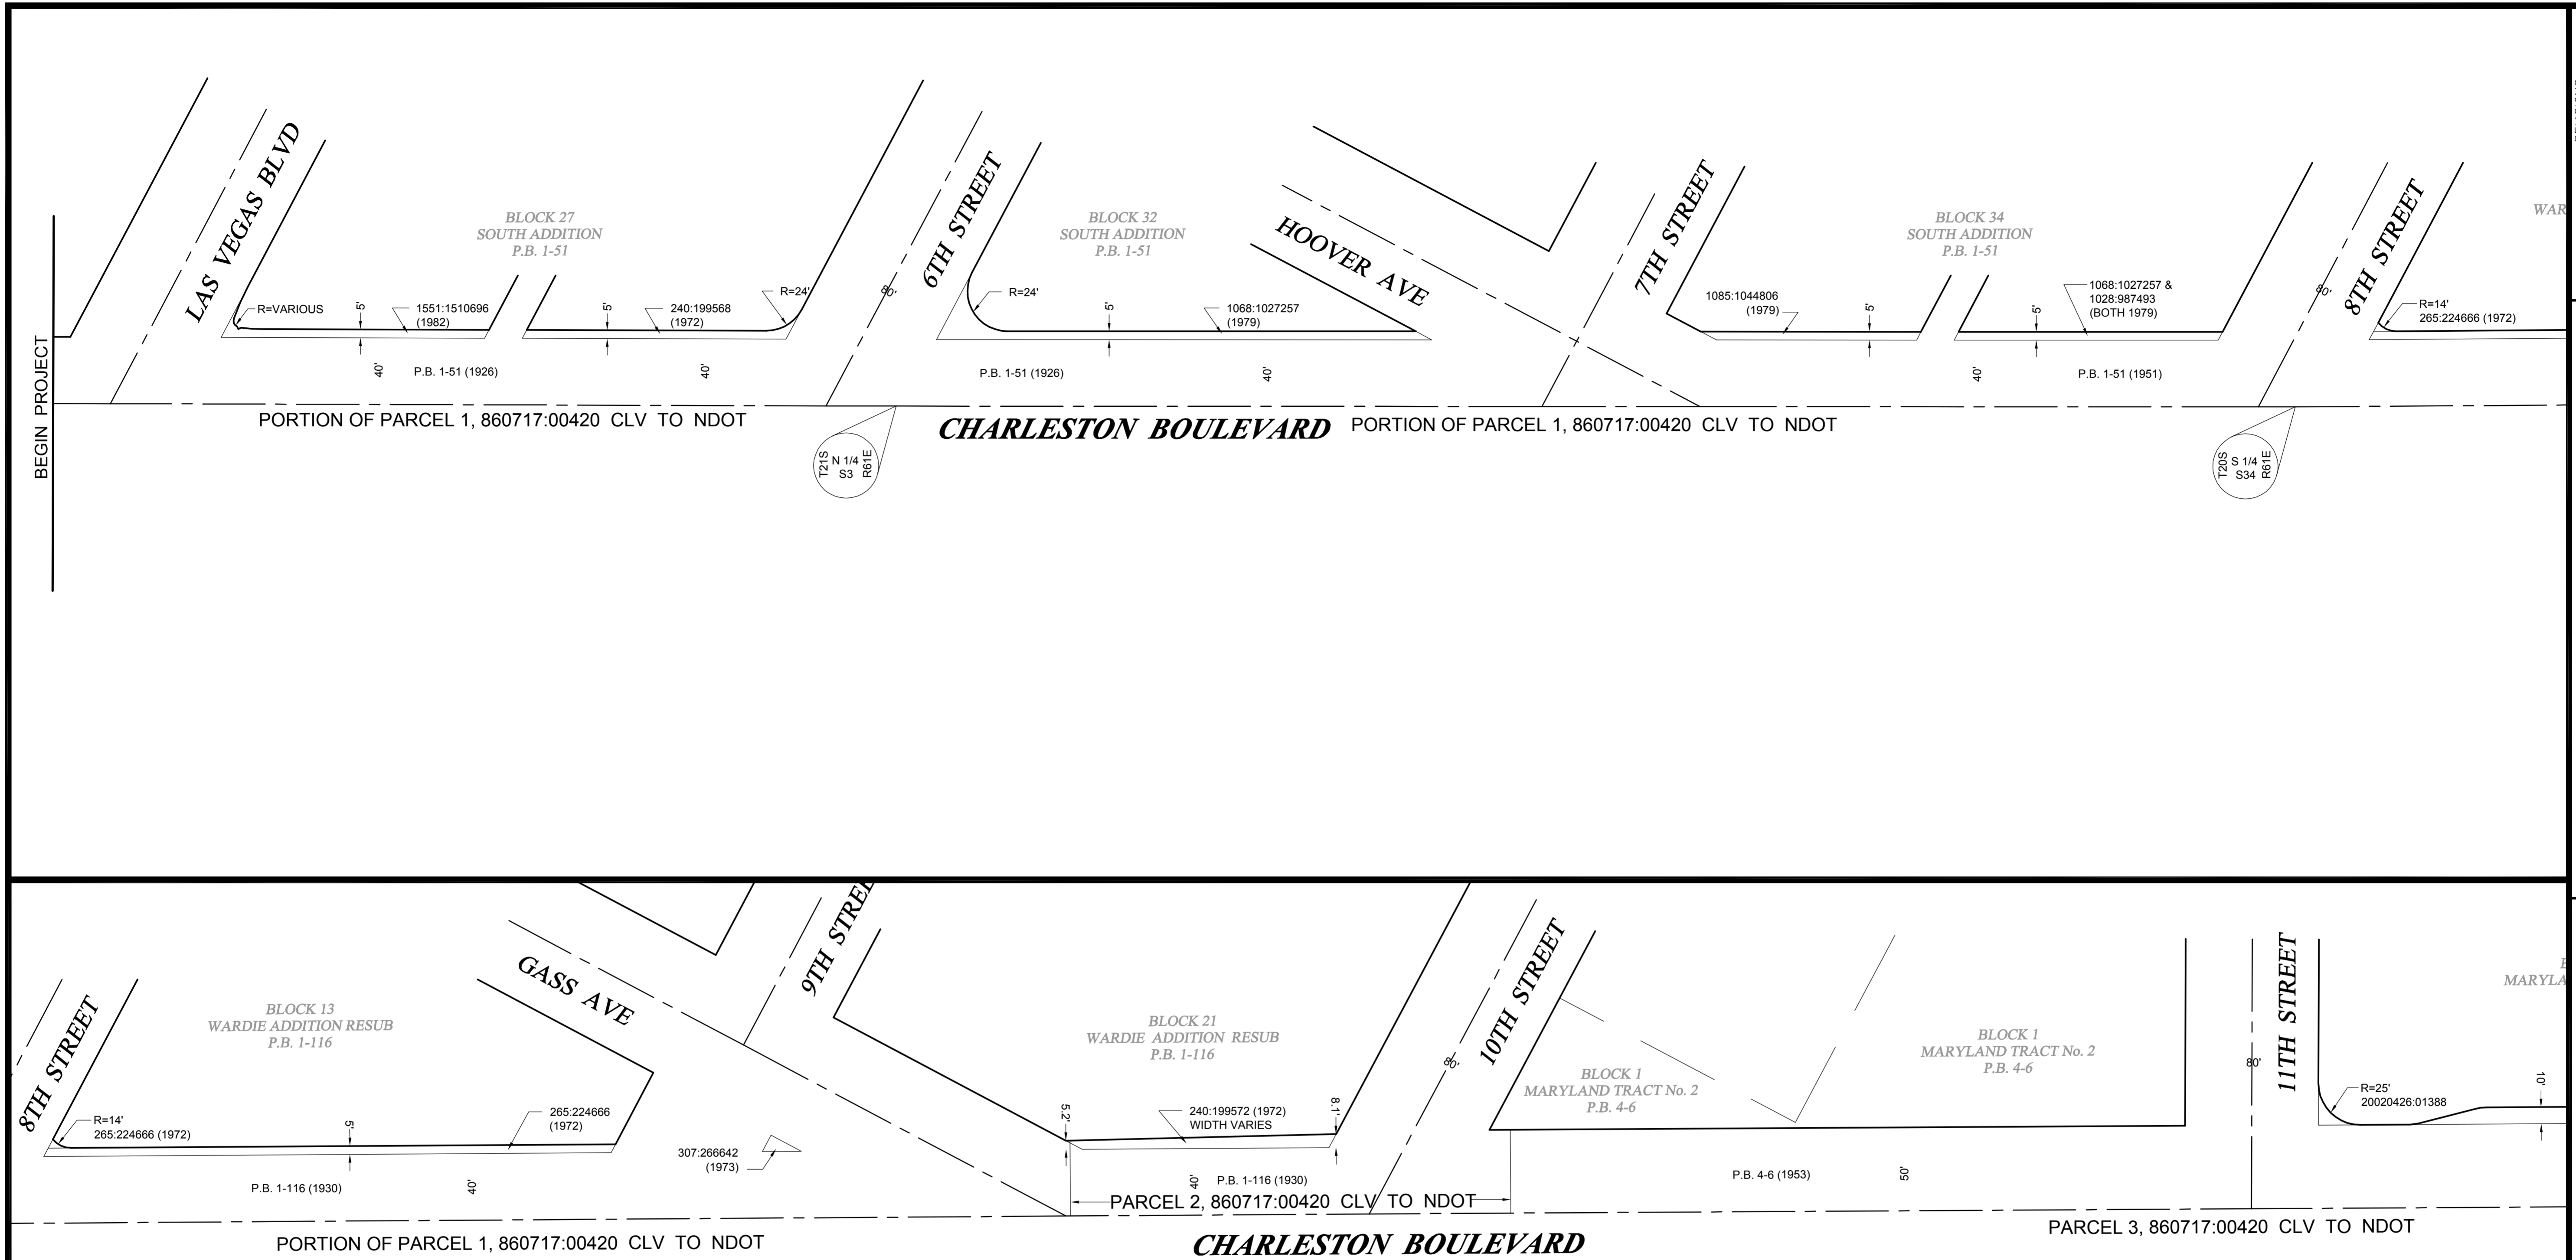 BEGIN PROJECT
LAS VEGAS BLVD
R=VARIOUS
BLOCK 27
SOUTH ADDITION
P.B. 1-51
5'
1551:1510696
(1982)
40'
P.B. 1-51 (1926)
5'
240:199568
(1972)
40'
R=24'
80'
6TH STREET
R=24'
BLOCK 32
SOUTH ADDITION
P.B. 1-51
5'
1068:1027257
(1979)
P.B. 1-51 (1926)
40'
HOOVER AVE
7TH STREET
1085:1044806
(1979)
5'
BLOCK 34
SOUTH ADDITION
P.B. 1-51
5'
1068:1027257 &
1028:987493
(BOTH 1979)
40'
P.B. 1-51 (1951)
80'
8TH STREET
R=14'
265:224666 (1972)
WAR
PORTION OF PARCEL 1, 860717:00420 CLV TO NDOT
CHARLESTON BOULEVARD
PORTION OF PARCEL 1, 860717:00420 CLV TO NDOT
T21S
N 1/4
S3
R61E
T20S
S 1/4
S34
R61E
8TH STREET
R=14'
265:224666 (1972)
BLOCK 13
WARDIE ADDITION RESUB
P.B. 1-116
5'
265:224666
(1972)
P.B. 1-116 (1930)
40'
GASS AVE
9TH STREE
307:266642
(1973)
BLOCK 21
WARDIE ADDITION RESUB
P.B. 1-116
5.2'
240:199572 (1972)
WIDTH VARIES
8.1'
40'
P.B. 1-116 (1930)
PARCEL 2, 860717:00420 CLV TO NDOT
80'
10TH STREET
BLOCK 1
MARYLAND TRACT No. 2
P.B. 4-6
BLOCK 1
MARYLAND TRACT No. 2
P.B. 4-6
P.B. 4-6 (1953)
50'
80'
11TH STREET
R=25'
20020426:01388
10'
MARYLA
PORTION OF PARCEL 1, 860717:00420 CLV TO NDOT
CHARLESTON BOULEVARD
PARCEL 3, 860717:00420 CLV TO NDOT